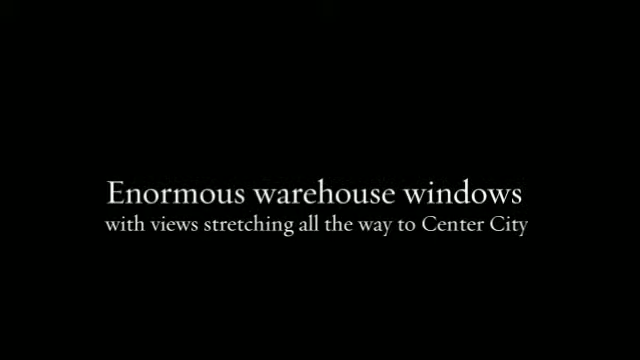 Enormous warehouse windows
with views stretching all the way to Center City